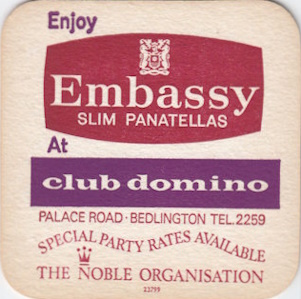 Enjoy
Embassy
SLIM PANATELLAS
At
club domino
PALACE ROAD · BEDLINGTON TEL. 2259
SPECIAL PARTY RATES AVAILABLE
THE NOBLE ORGANISATION
23799